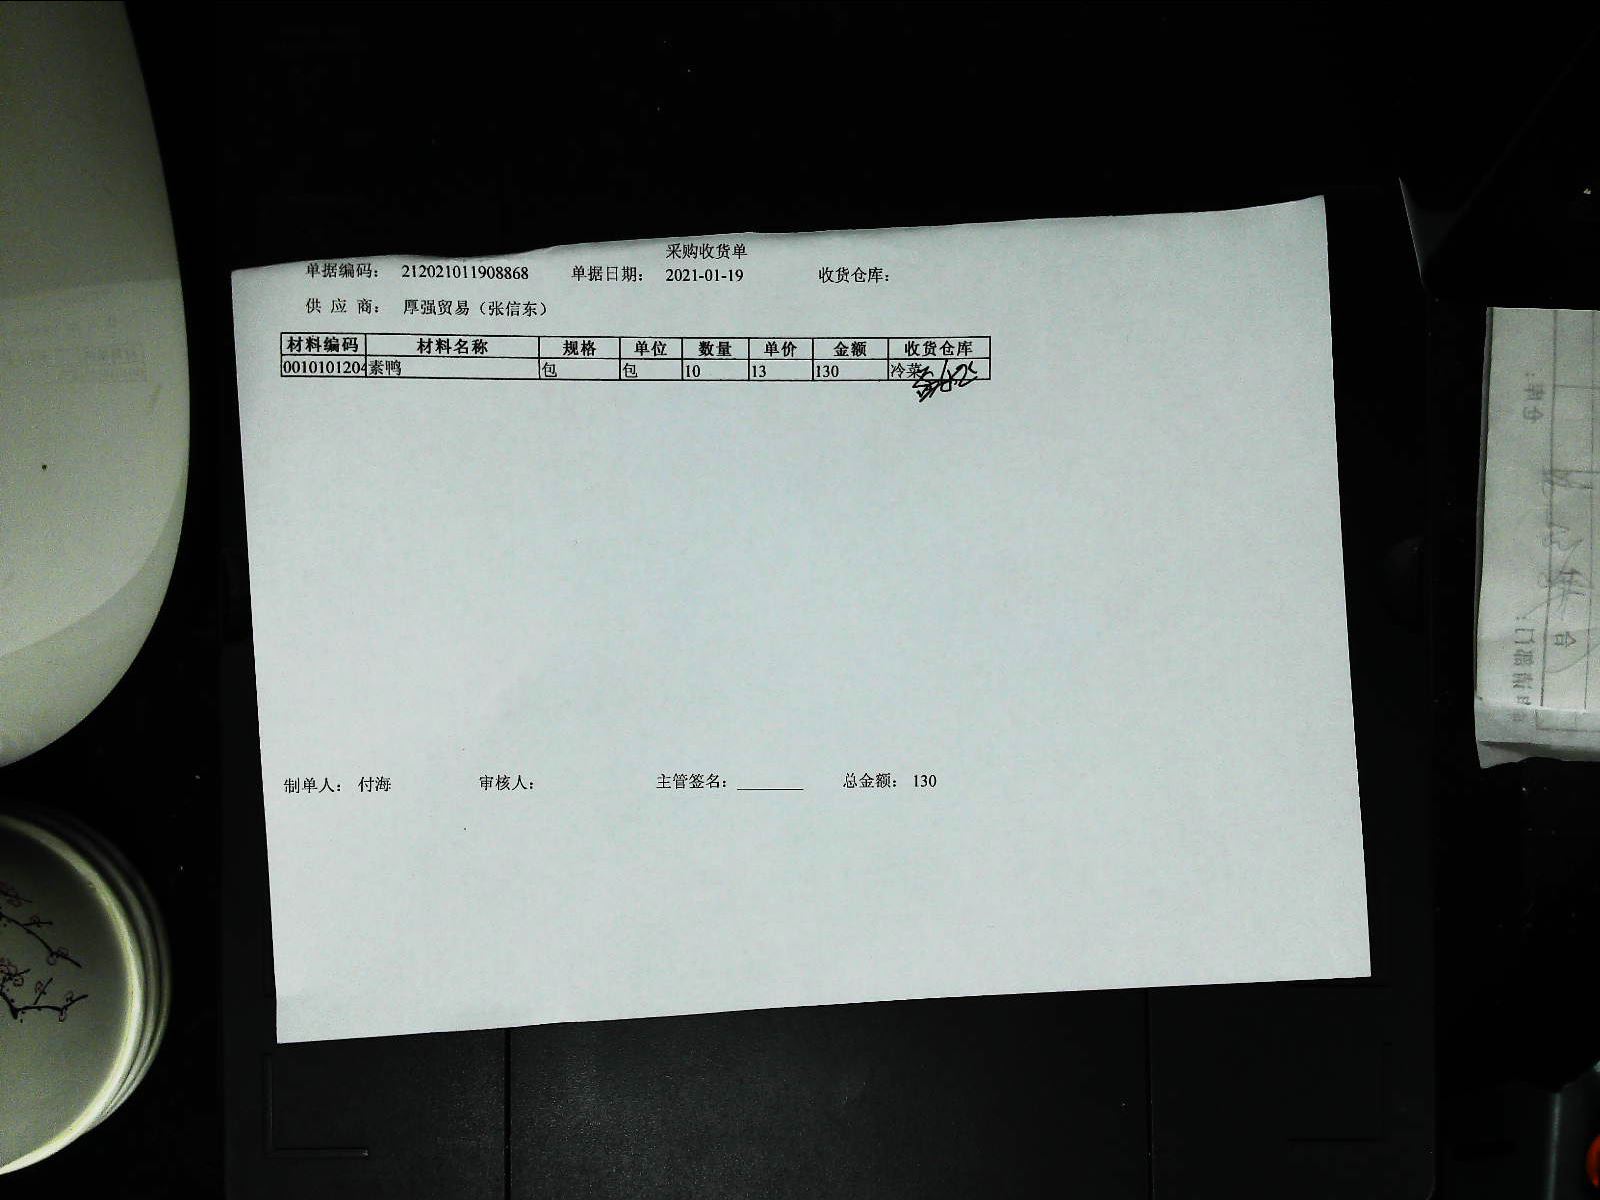 采购收货单
单据编码： 212021011908868 单据日期： 2021-01-19 收货仓库：
供 应 商： 厚强贸易（张信东）
材料编码 材料名称 规格 单位 数量 单价 金额 收货仓库
0010101204 素鸭 包 包 10 13 130 冷菜
制单人： 付海 审核人： 主管签名：________ 总金额： 130